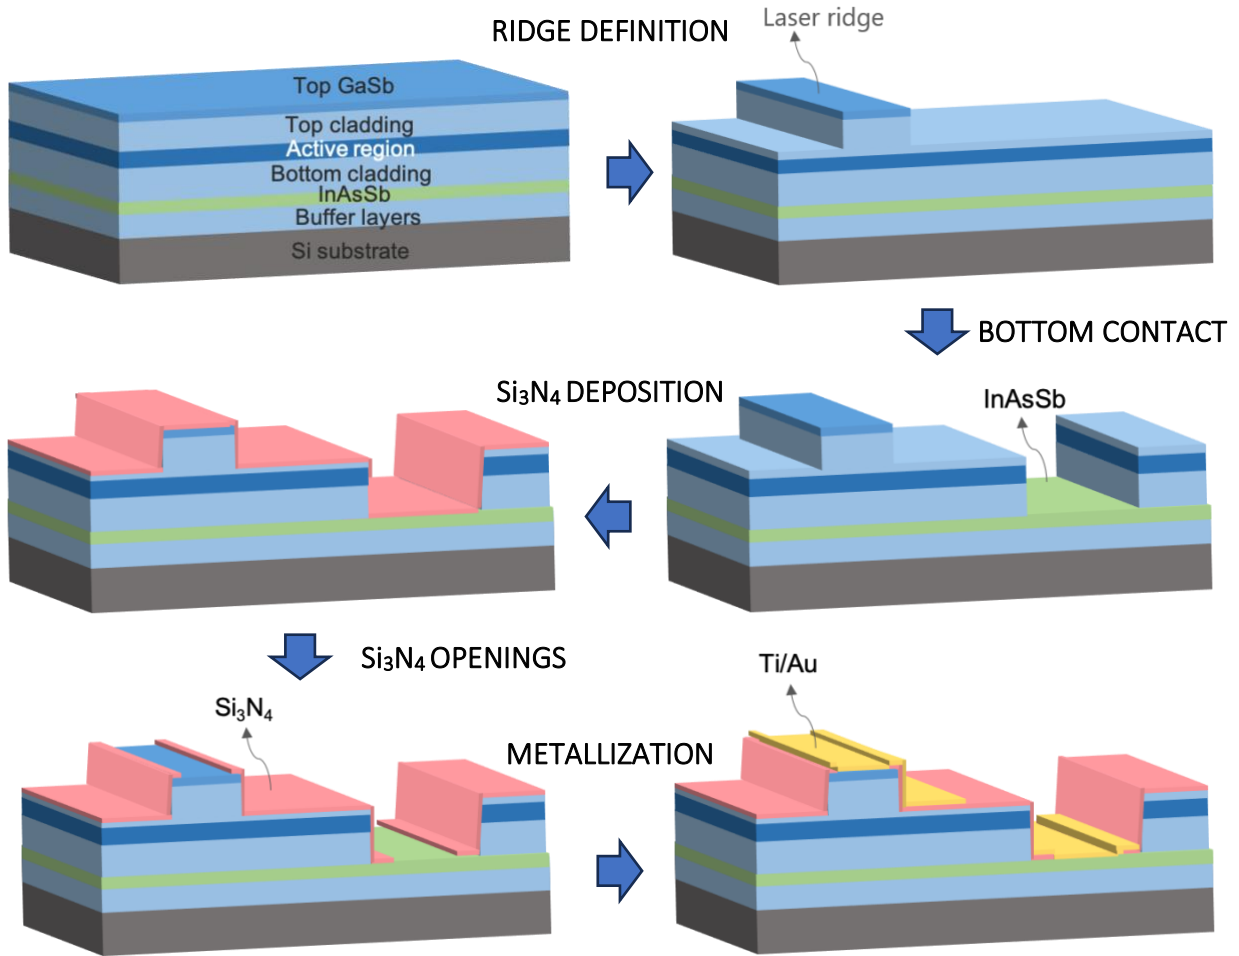 RIDGE DEFINITION
Laser ridge
Top GaSb
Top cladding
Active region
Bottom cladding
InAsSb
Buffer layers
Si substrate
BOTTOM CONTACT
Si₃N₄ DEPOSITION
InAsSb
Si₃N₄ OPENINGS
Ti/Au
Si₃N₄
METALLIZATION